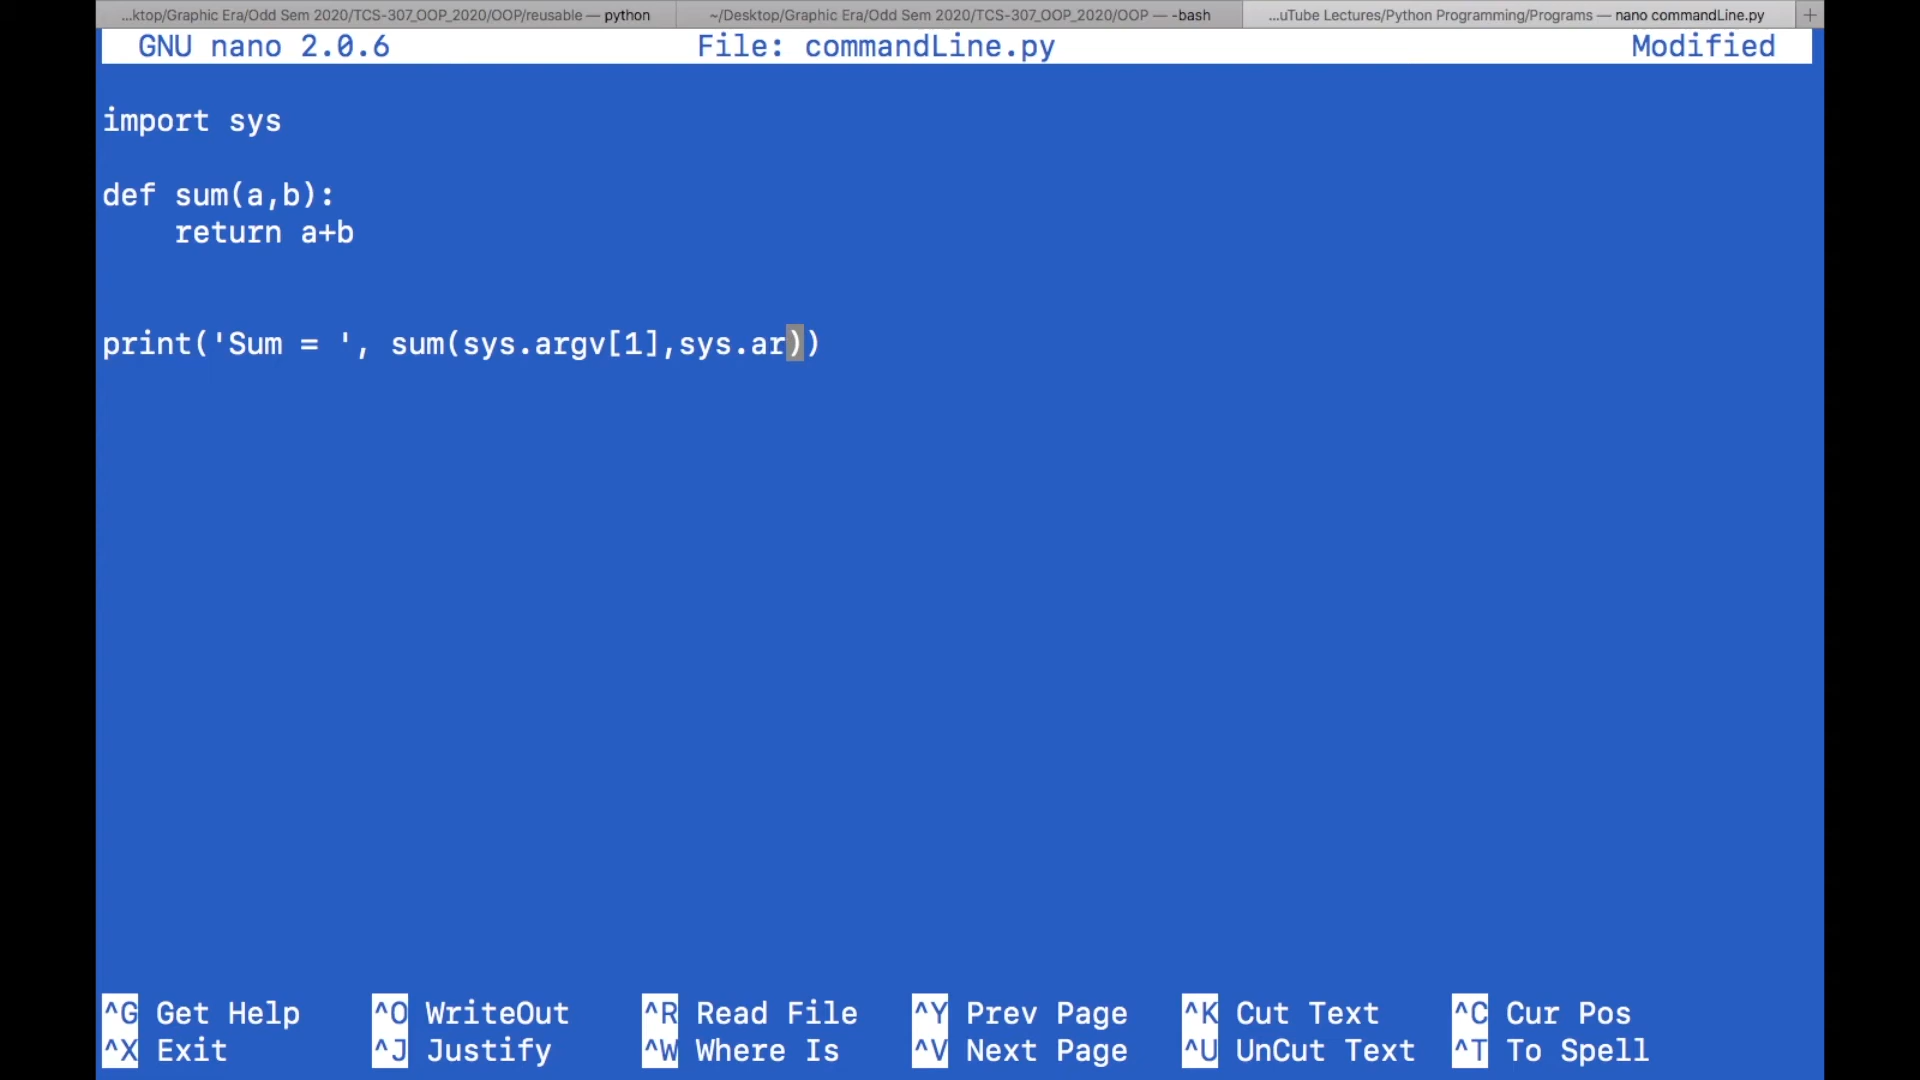 ...ktop/Graphic Era/Odd Sem 2020/TCS-307_OOP_2020/OOP/reusable — python ~/Desktop/Graphic Era/Odd Sem 2020/TCS-307_OOP_2020/OOP — -bash ...uTube Lectures/Python Programming/Programs — nano commandLine.py +
GNU nano 2.0.6 File: commandLine.py Modified
import sys
def sum(a,b):
    return a+b
print('Sum = ', sum(sys.argv[1],sys.ar))
^G Get Help ^O WriteOut ^R Read File ^Y Prev Page ^K Cut Text ^C Cur Pos
^X Exit ^J Justify ^W Where Is ^V Next Page ^U UnCut Text ^T To Spell